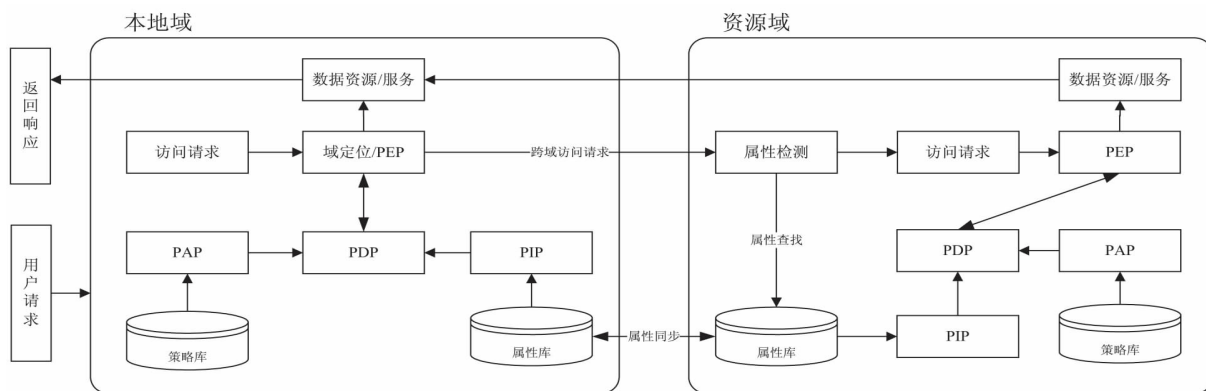 本地域
资源域
返回响应
数据资源/服务
数据资源/服务
访问请求
域定位/PEP
跨域访问请求
属性检测
访问请求
PEP
用户请求
PAP
PDP
PIP
属性查找
PDP
PAP
策略库
属性库
属性同步
属性库
PIP
策略库